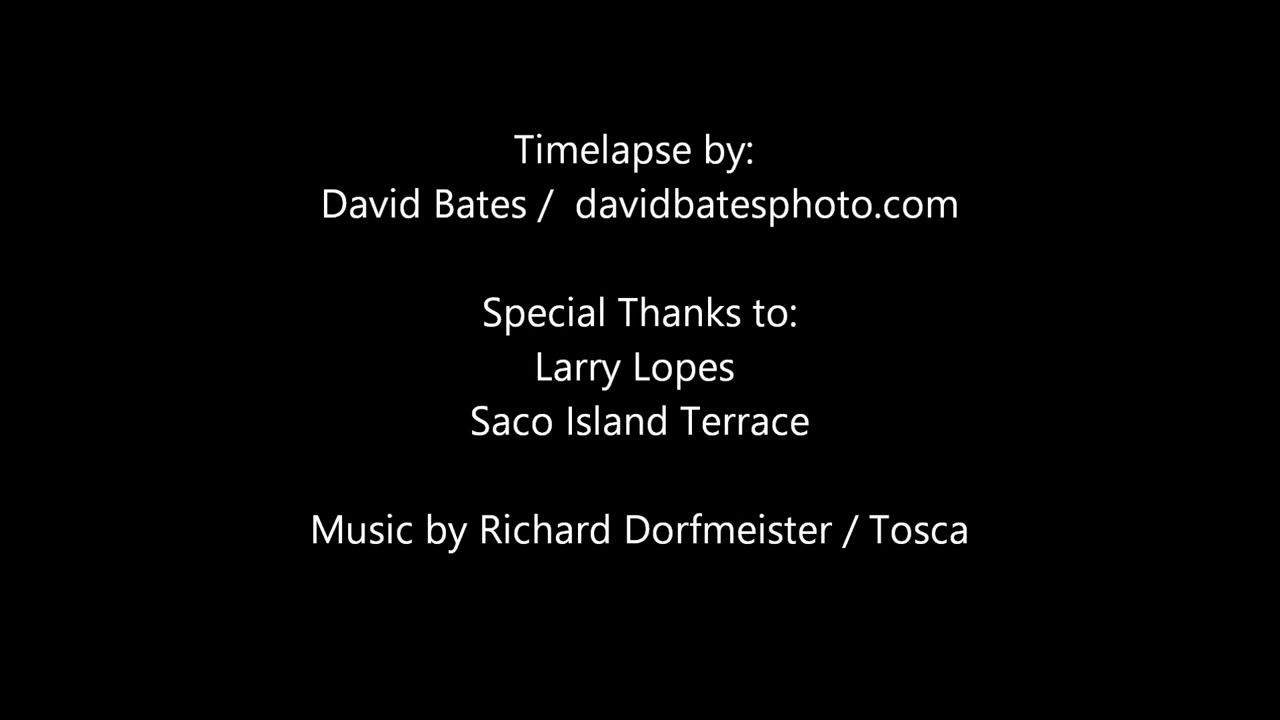 Timelapse by:
David Bates /  davidbatesphoto.com
Special Thanks to:
Larry Lopes
Saco Island Terrace
Music by Richard Dorfmeister / Tosca